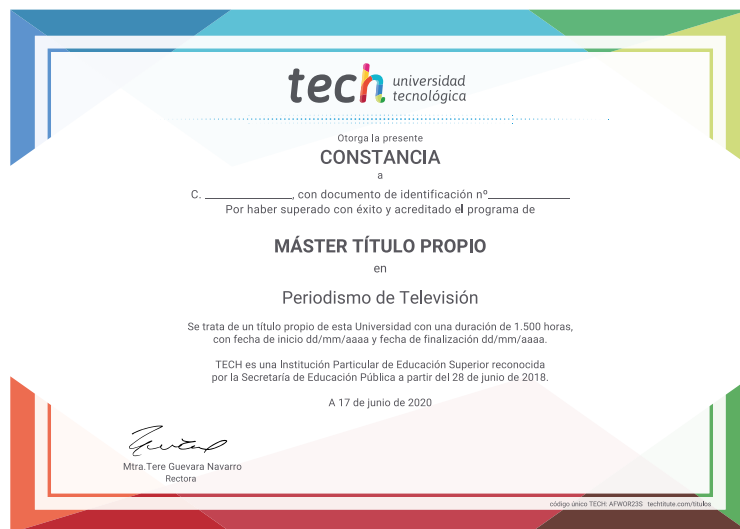 tech universidad
tecnológica
Otorga la presente
CONSTANCIA
a
C. ______________, con documento de identificación nº____________
Por haber superado con éxito y acreditado el programa de
MÁSTER TÍTULO PROPIO
en
Periodismo de Televisión
Se trata de un título propio de esta Universidad con una duración de 1.500 horas,
con fecha de inicio dd/mm/aaaa y fecha de finalización dd/mm/aaaa.
TECH es una Institución Particular de Educación Superior reconocida
por la Secretaría de Educación Pública a partir del 28 de junio de 2018.
A 17 de junio de 2020
Mtra.Tere Guevara Navarro
Rectora
código único TECH: AFWOR23S techtitute.com/titulos